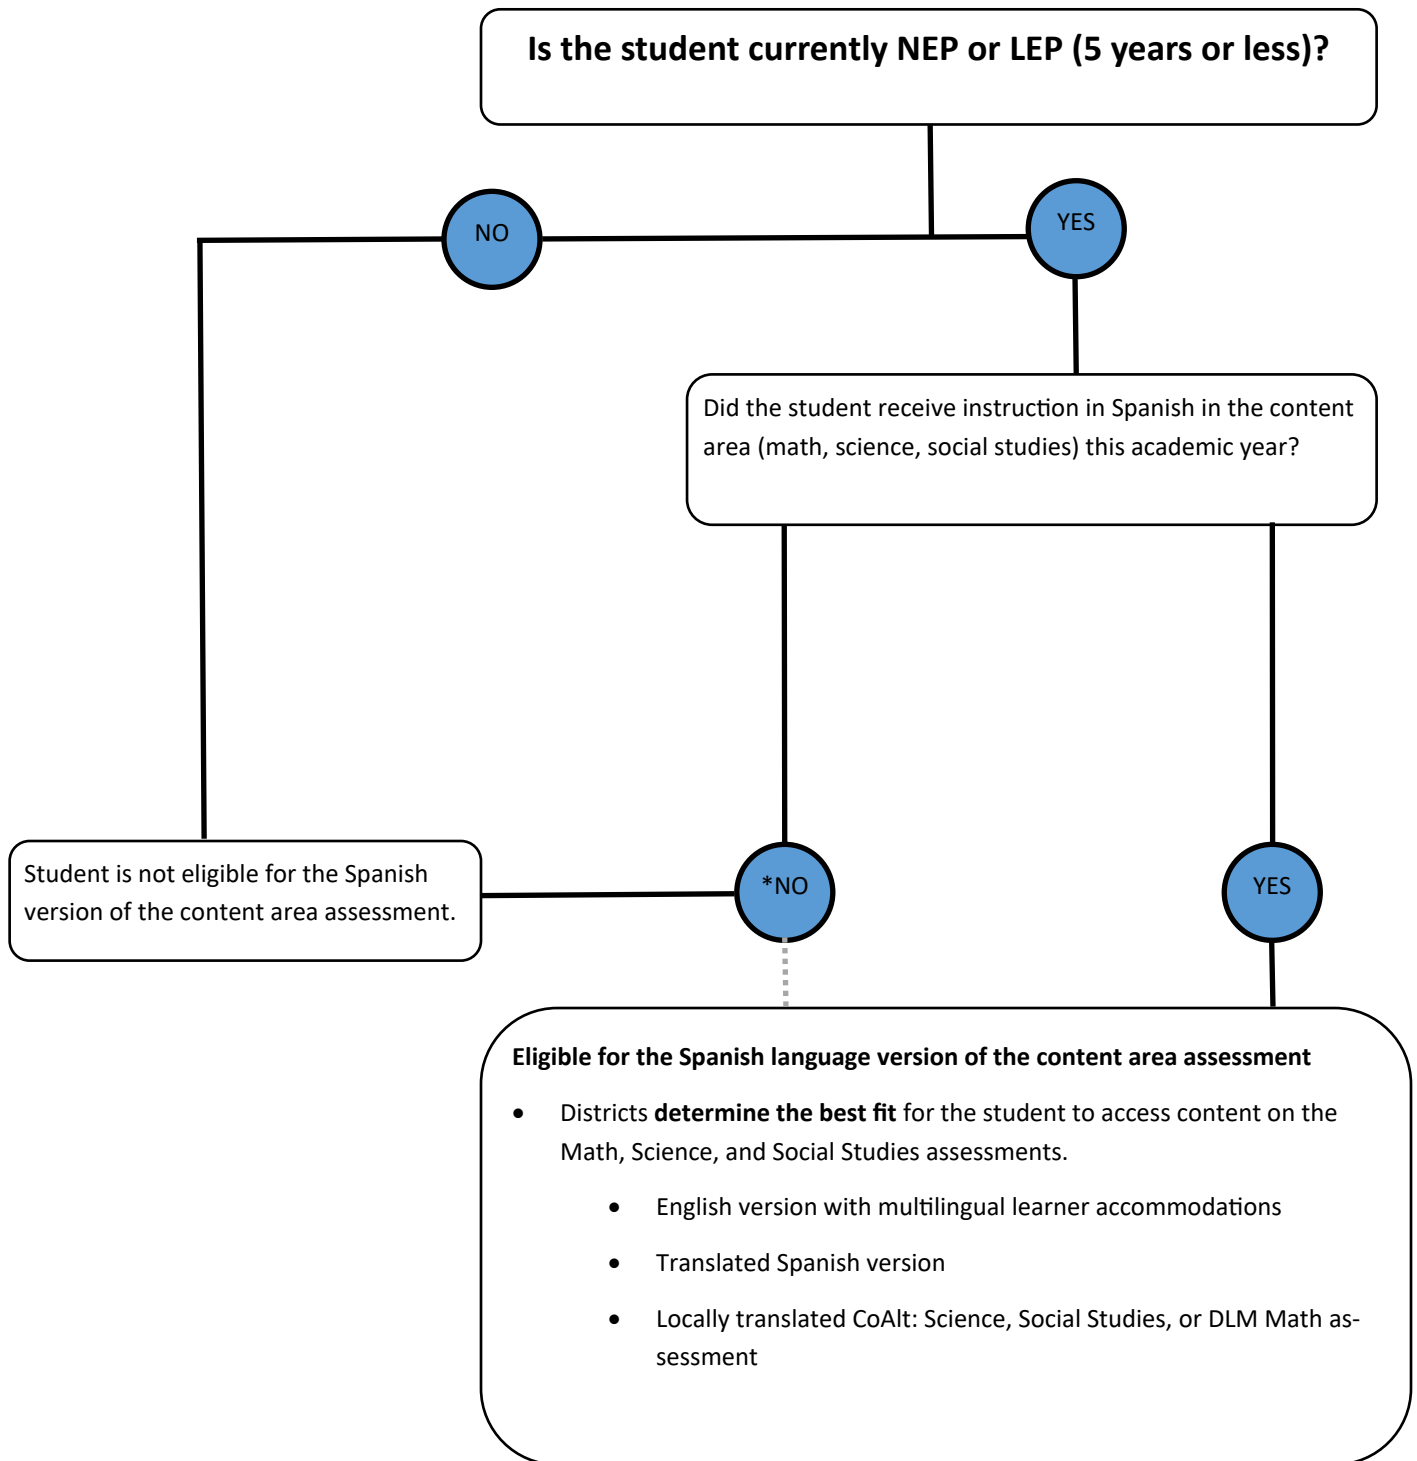 Is the student currently NEP or LEP (5 years or less)?
NO
YES
Did the student receive instruction in Spanish in the content
area (math, science, social studies) this academic year?
Student is not eligible for the Spanish
version of the content area assessment.
*NO
YES
Eligible for the Spanish language version of the content area assessment
• Districts determine the best fit for the student to access content on the
Math, Science, and Social Studies assessments.
• English version with multilingual learner accommodations
• Translated Spanish version
• Locally translated CoAlt: Science, Social Studies, or DLM Math as-
sessment